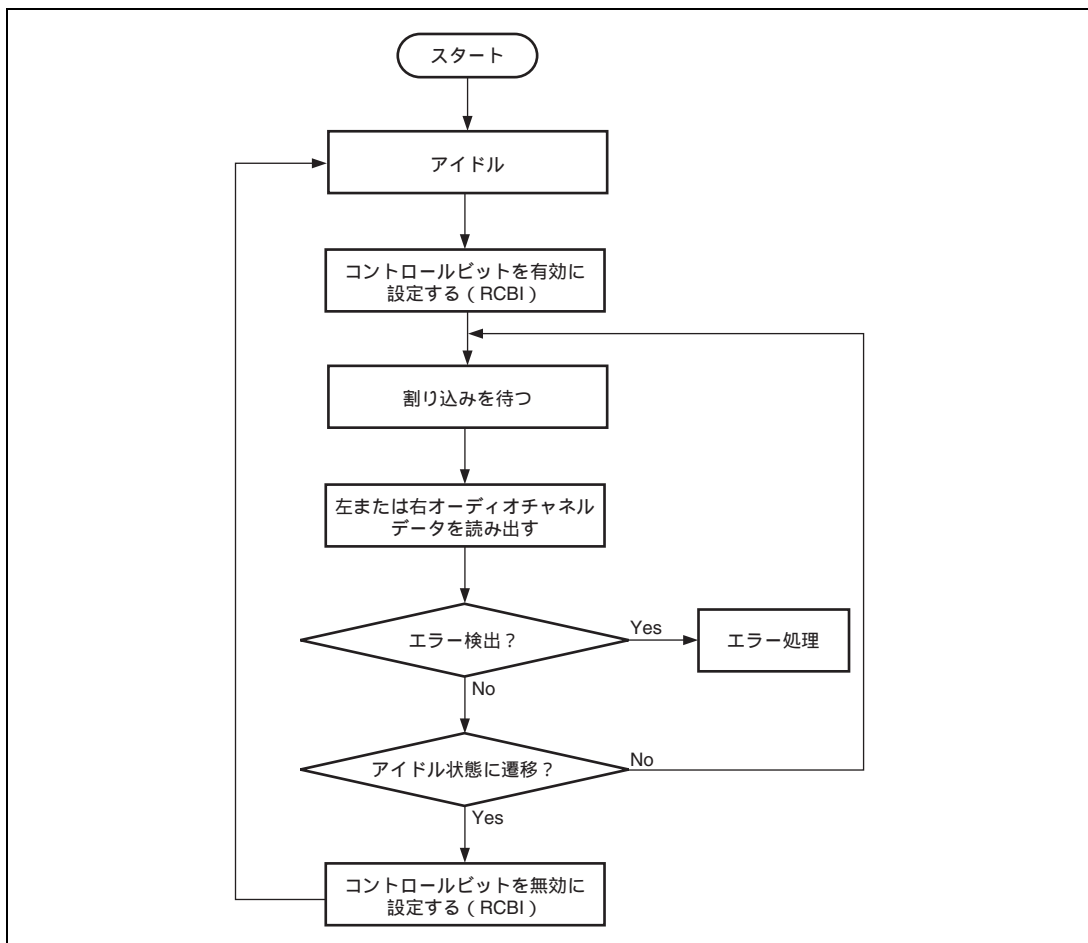 スタート
アイドル
コントロールビットを有効に
設定する（RCBI）
割り込みを待つ
左または右オーディオチャネル
データを読み出す
エラー検出？
Yes
エラー処理
No
アイドル状態に遷移？
No
Yes
コントロールビットを無効に
設定する（RCBI）